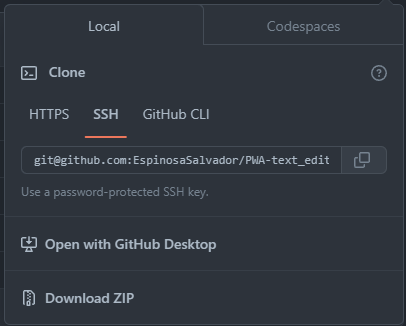 Local
Codespaces
Clone
HTTPS
SSH
GitHub CLI
git@github.com:EspinosaSalvador/PWA-text_edit
Use a password-protected SSH key.
Open with GitHub Desktop
Download ZIP